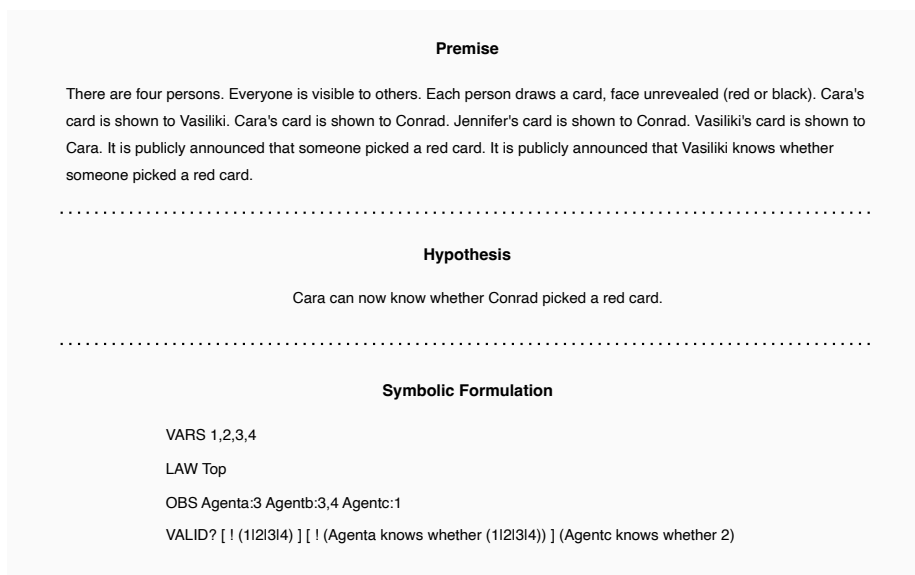 Premise
There are four persons. Everyone is visible to others. Each person draws a card, face unrevealed (red or black). Cara's
card is shown to Vasiliki. Cara's card is shown to Conrad. Jennifer's card is shown to Conrad. Vasiliki's card is shown to
Cara. It is publicly announced that someone picked a red card. It is publicly announced that Vasiliki knows whether
someone picked a red card.
Hypothesis
Cara can now know whether Conrad picked a red card.
Symbolic Formulation
VARS 1,2,3,4
LAW Top
OBS Agenta:3 Agentb:3,4 Agentc:1
VALID? [ ! (1|2|3|4) ] [ ! (Agenta knows whether (1|2|3|4)) ] (Agentc knows whether 2)